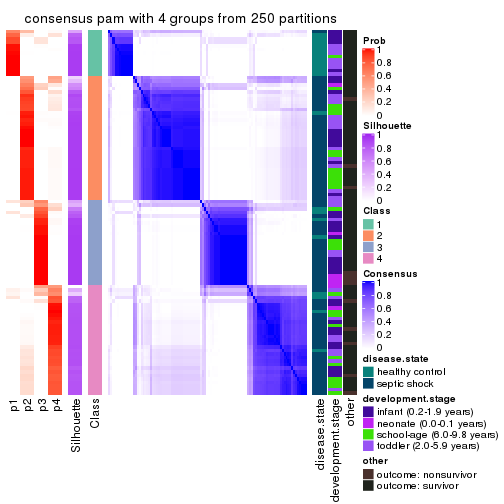 consensus pam with 4 groups from 250 partitions
Prob
1
0.8
0.6
0.4
0.2
0
Silhouette
1
0.8
0.6
0.4
0.2
0
Class
1
2
3
4
Consensus
1
0.8
0.6
0.4
0.2
0
disease.state
healthy control
septic shock
development.stage
infant (0.2-1.9 years)
neonate (0.0-0.1 years)
school-age (6.0-9.8 years)
toddler (2.0-5.9 years)
other
outcome: nonsurvivor
outcome: survivor
p1
p2
p3
p4
Silhouette
Class
disease.state
development.stage
other